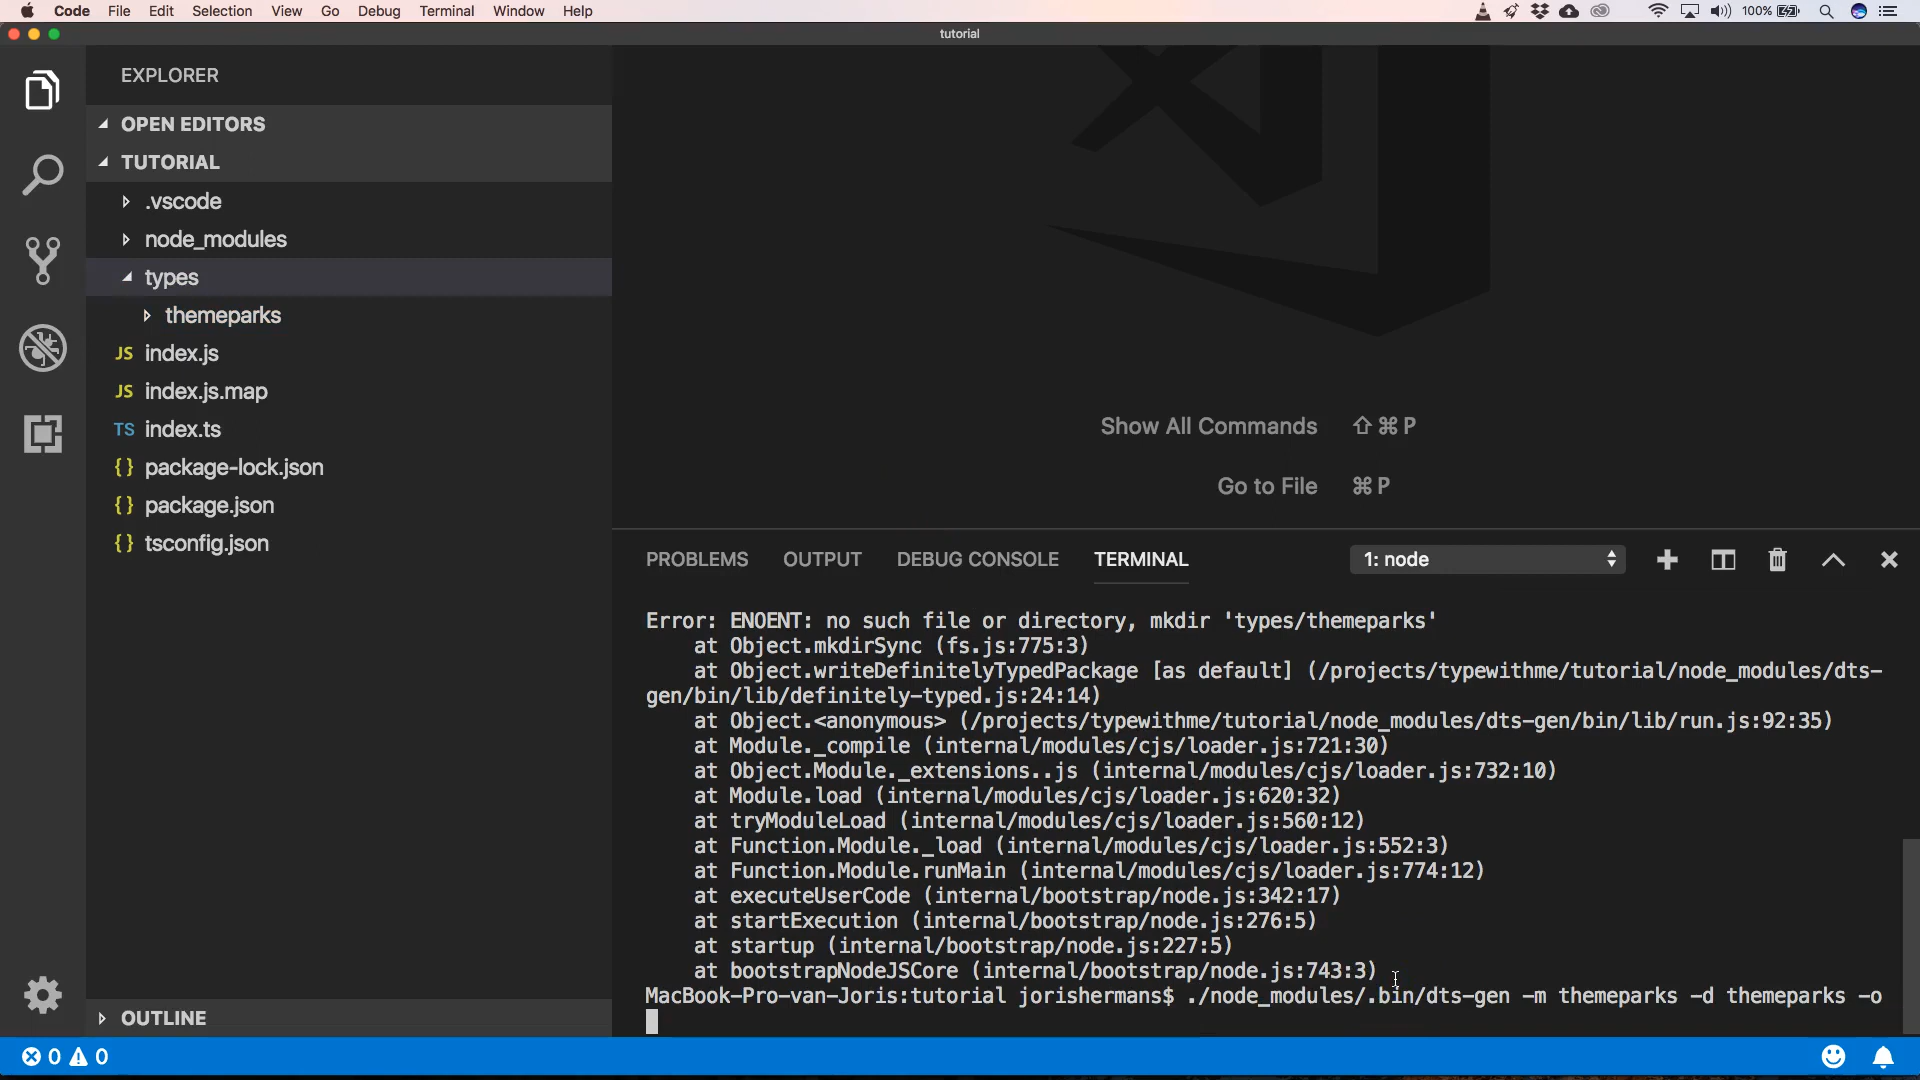 Code File Edit Selection View Go Debug Terminal Window Help 100%
tutorial
EXPLORER
OPEN EDITORS
TUTORIAL
.vscode
node_modules
types
themeparks
JS index.js
JS index.js.map
TS index.ts
{} package-lock.json
{} package.json
{} tsconfig.json
OUTLINE
Show All Commands ⇧⌘P
Go to File ⌘P
PROBLEMS OUTPUT DEBUG CONSOLE TERMINAL 1: node
Error: ENOENT: no such file or directory, mkdir 'types/themeparks'
at Object.mkdirSync (fs.js:775:3)
at Object.writeDefinitelyTypedPackage [as default] (/projects/typewithme/tutorial/node_modules/dts-
gen/bin/lib/definitely-typed.js:24:14)
at Object.<anonymous> (/projects/typewithme/tutorial/node_modules/dts-gen/bin/lib/run.js:92:35)
at Module._compile (internal/modules/cjs/loader.js:721:30)
at Object.Module._extensions..js (internal/modules/cjs/loader.js:732:10)
at Module.load (internal/modules/cjs/loader.js:620:32)
at tryModuleLoad (internal/modules/cjs/loader.js:560:12)
at Function.Module._load (internal/modules/cjs/loader.js:552:3)
at Function.Module.runMain (internal/modules/cjs/loader.js:774:12)
at executeUserCode (internal/bootstrap/node.js:342:17)
at startExecution (internal/bootstrap/node.js:276:5)
at startup (internal/bootstrap/node.js:227:5)
at bootstrapNodeJSCore (internal/bootstrap/node.js:743:3)
MacBook-Pro-van-Joris:tutorial jorishermans$ ./node_modules/.bin/dts-gen -m themeparks -d themeparks -o
0 0